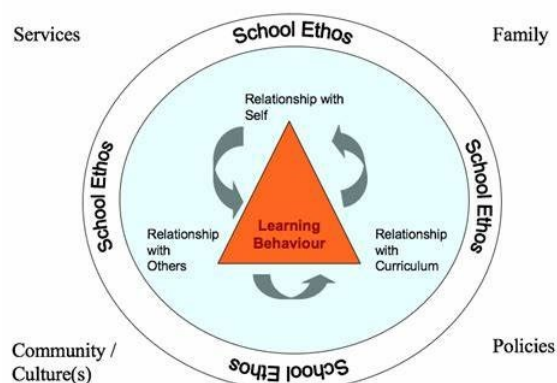 Services
School Ethos
Family
Relationship with
Self
School Ethos
School Ethos
Learning
Behaviour
Relationship
with
Others
Relationship
with
Curriculum
Community /
Culture(s)
School Ethos
Policies